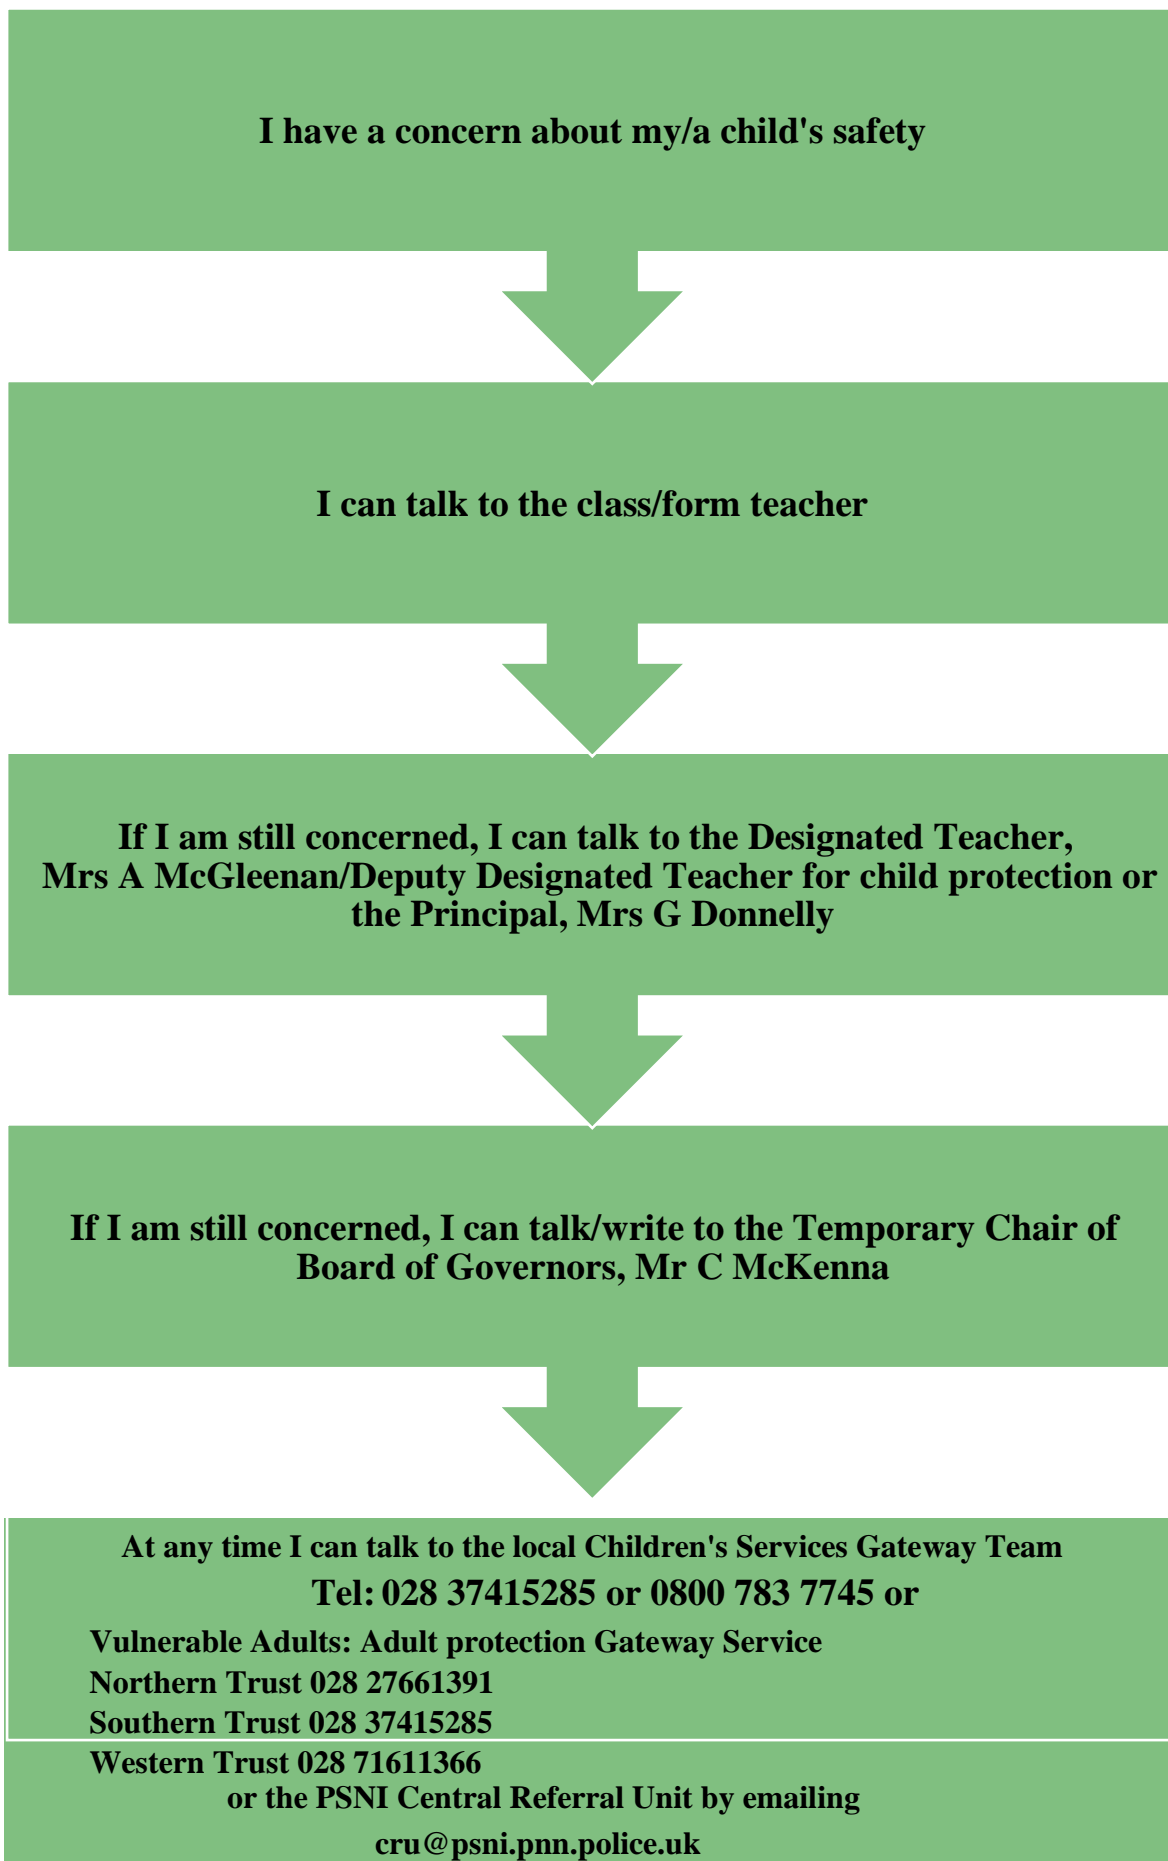 I have a concern about my/a child's safety
I can talk to the class/form teacher
If I am still concerned, I can talk to the Designated Teacher,
Mrs A McGleenan/Deputy Designated Teacher for child protection or
the Principal, Mrs G Donnelly
If I am still concerned, I can talk/write to the Temporary Chair of
Board of Governors, Mr C McKenna
At any time I can talk to the local Children's Services Gateway Team
Tel: 028 37415285 or 0800 783 7745 or
Vulnerable Adults: Adult protection Gateway Service
Northern Trust 028 27661391
Southern Trust 028 37415285
Western Trust 028 71611366
or the PSNI Central Referral Unit by emailing
cru@psni.pnn.police.uk